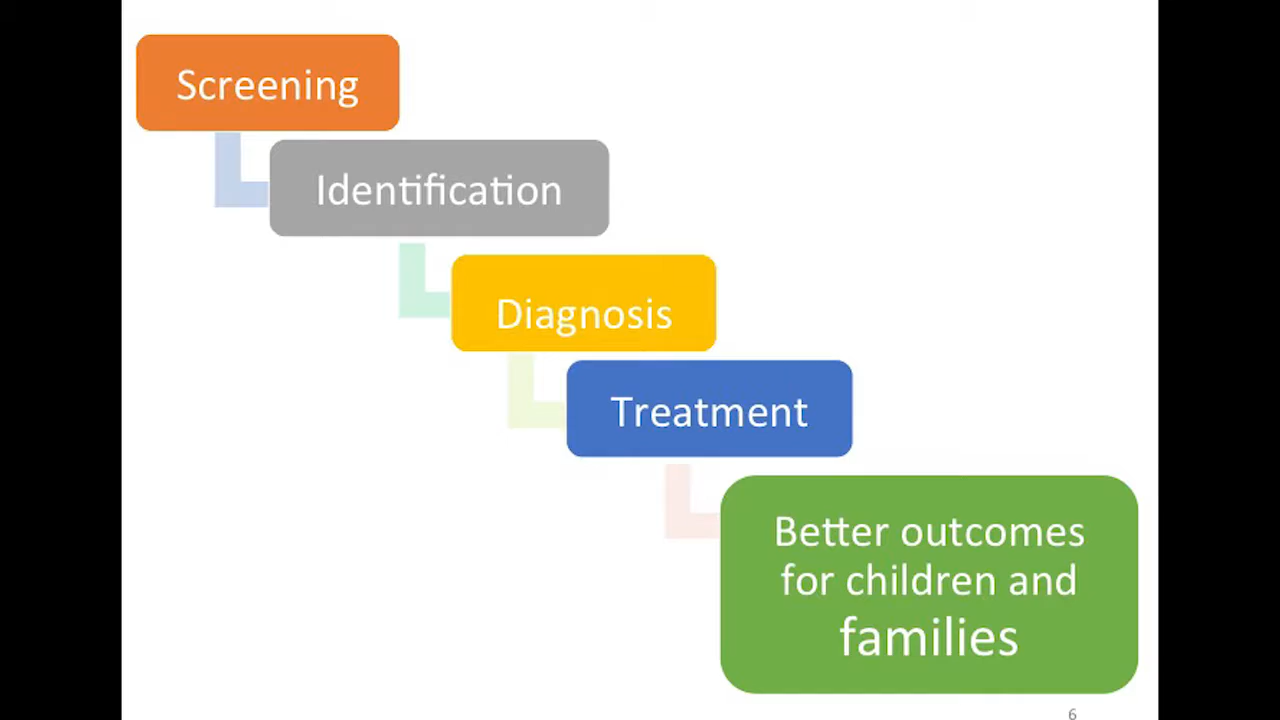 Screening
Identification
Diagnosis
Treatment
Better outcomes
for children and
families
6